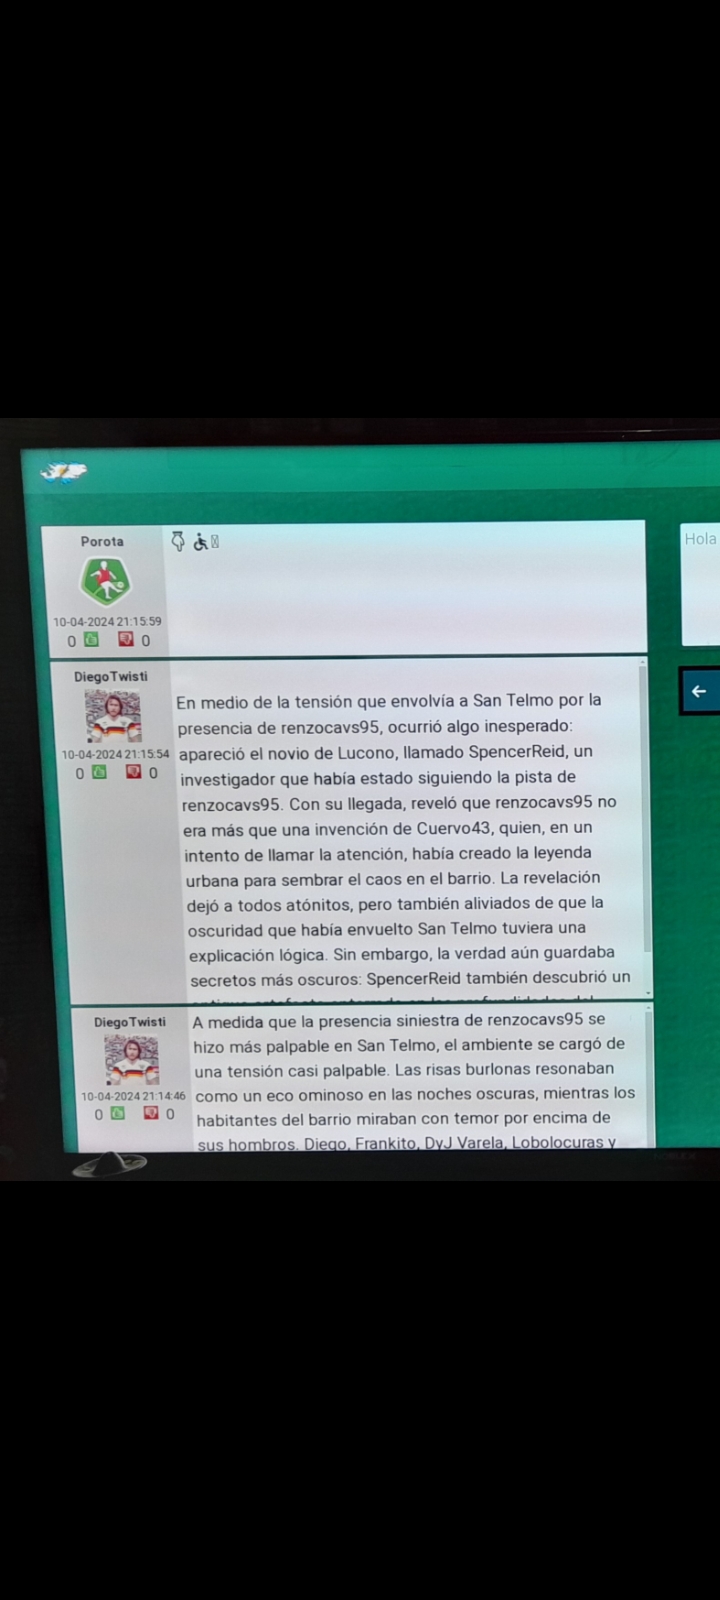 Porota
10-04-2024 21:15:59
0 0
Hola
DiegoTwisti
10-04-2024 21:15:54
0 0
En medio de la tensión que envolvía a San Telmo por la
presencia de renzocavs95, ocurrió algo inesperado:
apareció el novio de Lucono, llamado SpencerReid, un
investigador que había estado siguiendo la pista de
renzocavs95. Con su llegada, reveló que renzocavs95 no
era más que una invención de Cuervo43, quien, en un
intento de llamar la atención, había creado la leyenda
urbana para sembrar el caos en el barrio. La revelación
dejó a todos atónitos, pero también aliviados de que la
oscuridad que había envuelto San Telmo tuviera una
explicación lógica. Sin embargo, la verdad aún guardaba
secretos más oscuros: SpencerReid también descubrió un
DiegoTwisti
10-04-2024 21:14:46
0 0
A medida que la presencia siniestra de renzocavs95 se
hizo más palpable en San Telmo, el ambiente se cargó de
una tensión casi palpable. Las risas burlonas resonaban
como un eco ominoso en las noches oscuras, mientras los
habitantes del barrio miraban con temor por encima de
sus hombros. Diego, Frankito, DyJ Varela, Lobolocuras y